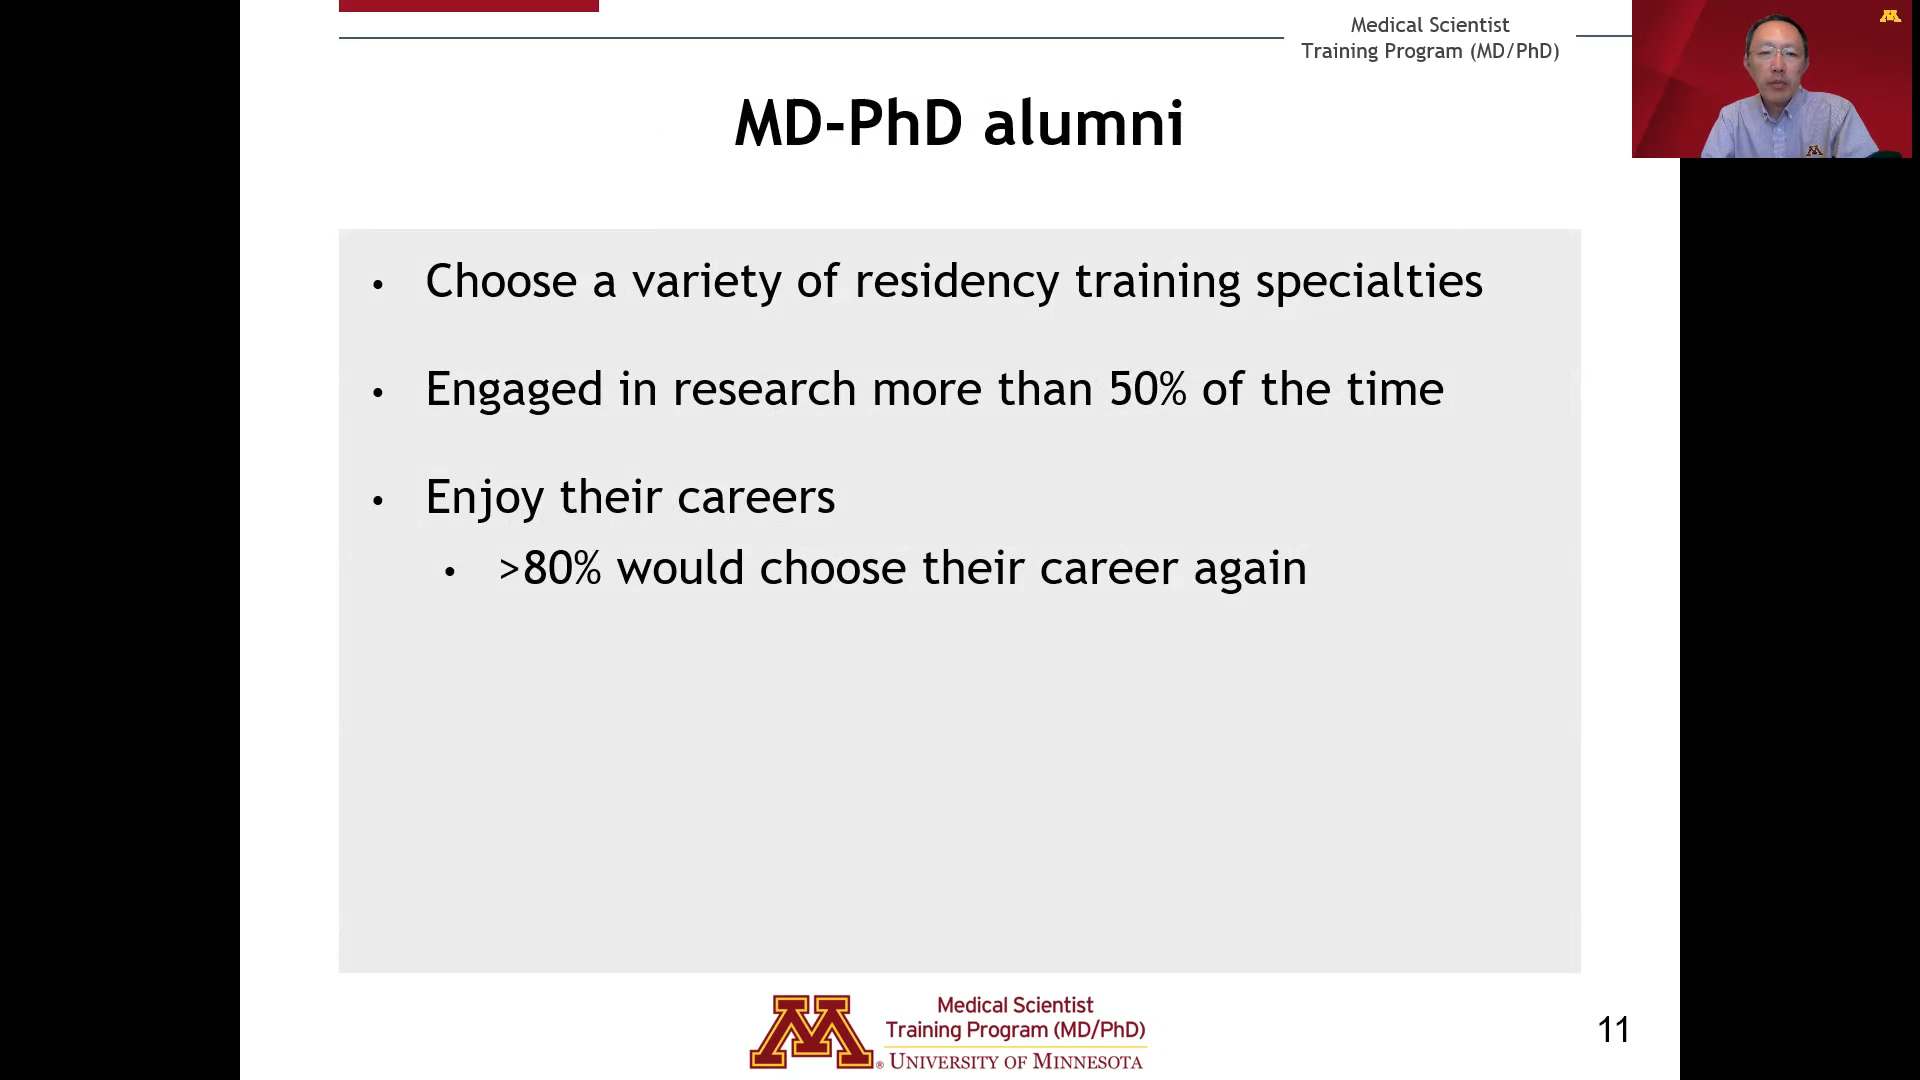 Medical Scientist
Training Program (MD/PhD)
MD-PhD alumni
• Choose a variety of residency training specialties
• Engaged in research more than 50% of the time
• Enjoy their careers
• >80% would choose their career again
M® Medical Scientist
Training Program (MD/PhD)
UNIVERSITY OF MINNESOTA
11
M
M